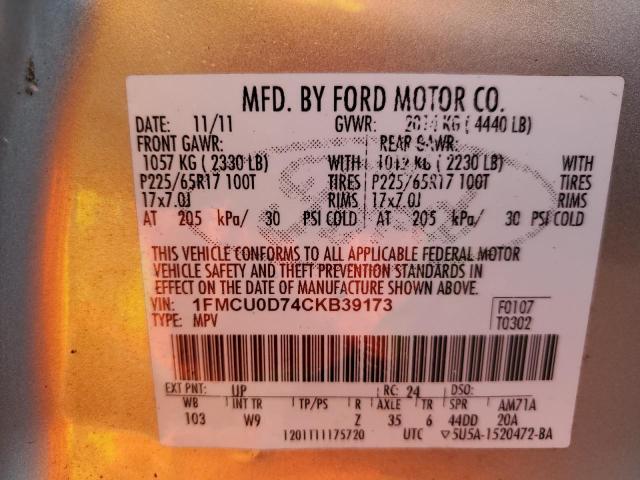 MFD. BY FORD MOTOR CO.
DATE: 11/11 GVWR: 2014 KG ( 4440 LB)
FRONT GAWR: REAR GAWR:
1057 KG ( 2330 LB) WITH 1012 KG ( 2230 LB) WITH
P225/65R17 100T TIRES P225/65R17 100T TIRES
17x7.0J RIMS 17x7.0J RIMS
AT 205 kPa/ 30 PSI COLD AT 205 kPa/ 30 PSI COLD
THIS VEHICLE CONFORMS TO ALL APPLICABLE FEDERAL MOTOR
VEHICLE SAFETY AND THEFT PREVENTION STANDARDS IN
EFFECT ON THE DATE OF MANUFACTURE SHOWN ABOVE.
VIN: 1FMCU0D74CKB39173 F0107
TYPE: MPV T0302
EXT PNT: UP RC: 24 DSO:
WB INT TR TP/PS R AXLE TR SPR AM71A
103 W9 Z 35 6 44DD 20A
1201T11175720 UTC ▽5U5A-1520472-BA